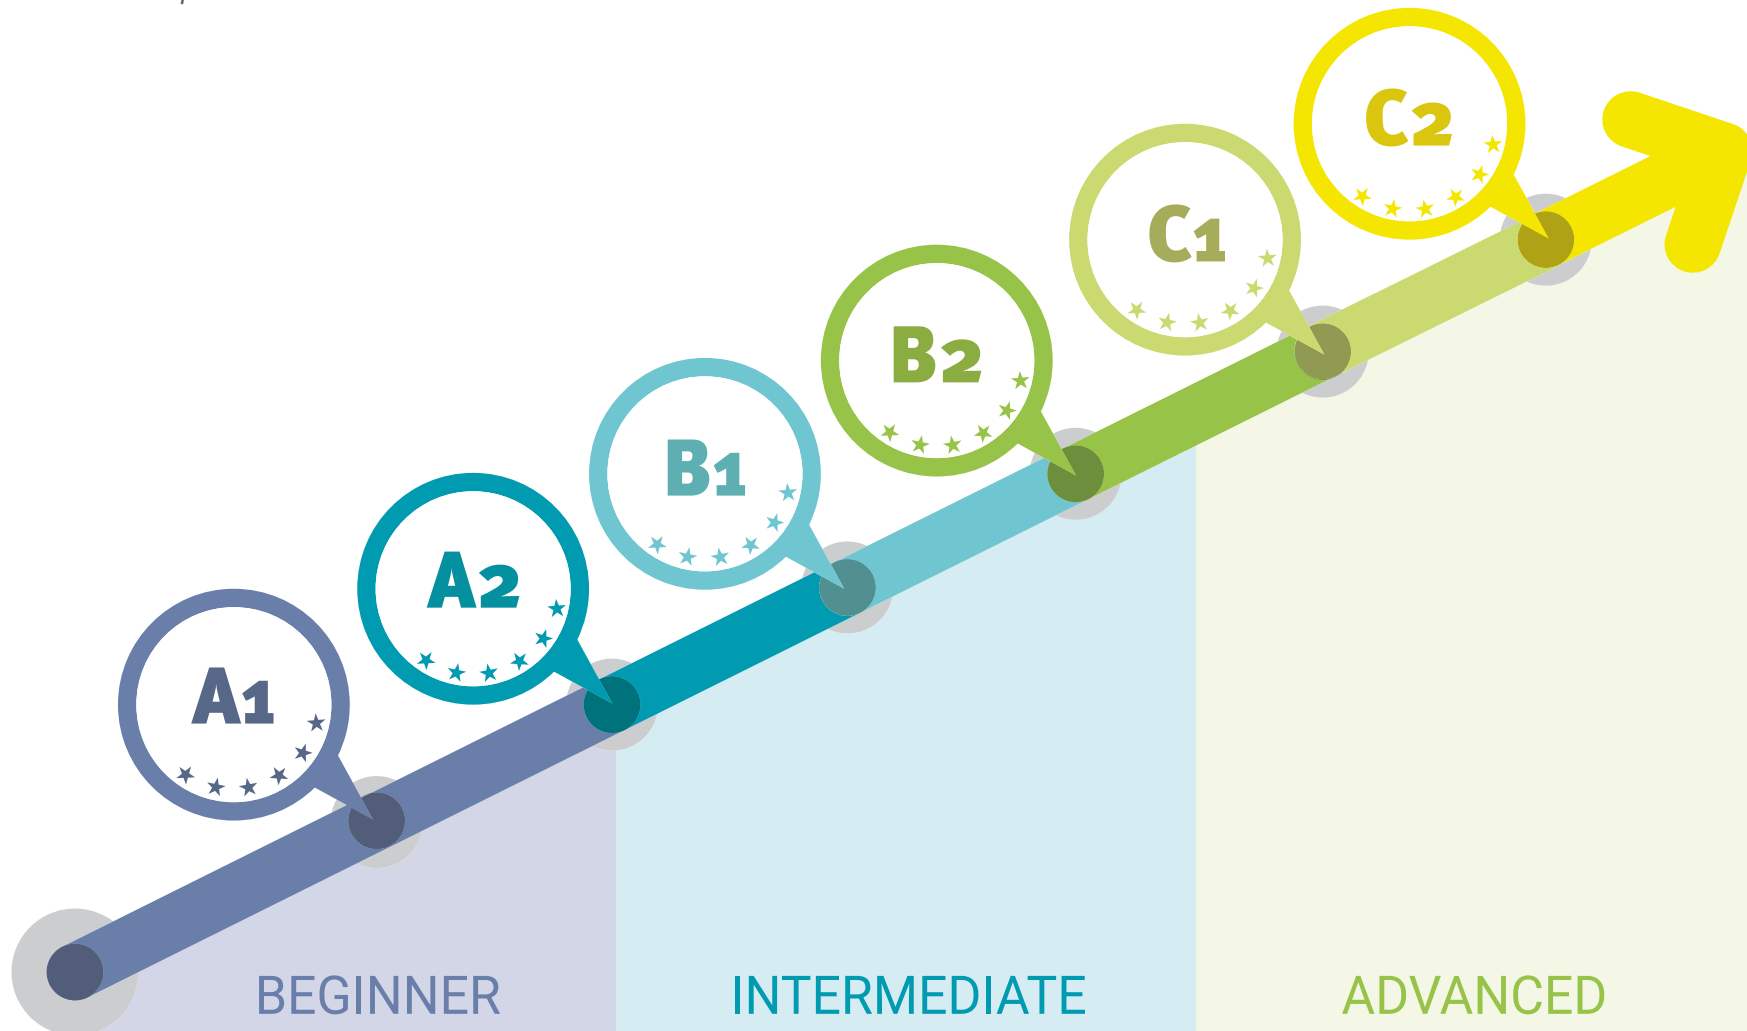 C2
C1
B2
B1
A2
A1
BEGINNER
INTERMEDIATE
ADVANCED